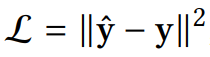 ℒ = ‖ŷ − y‖²